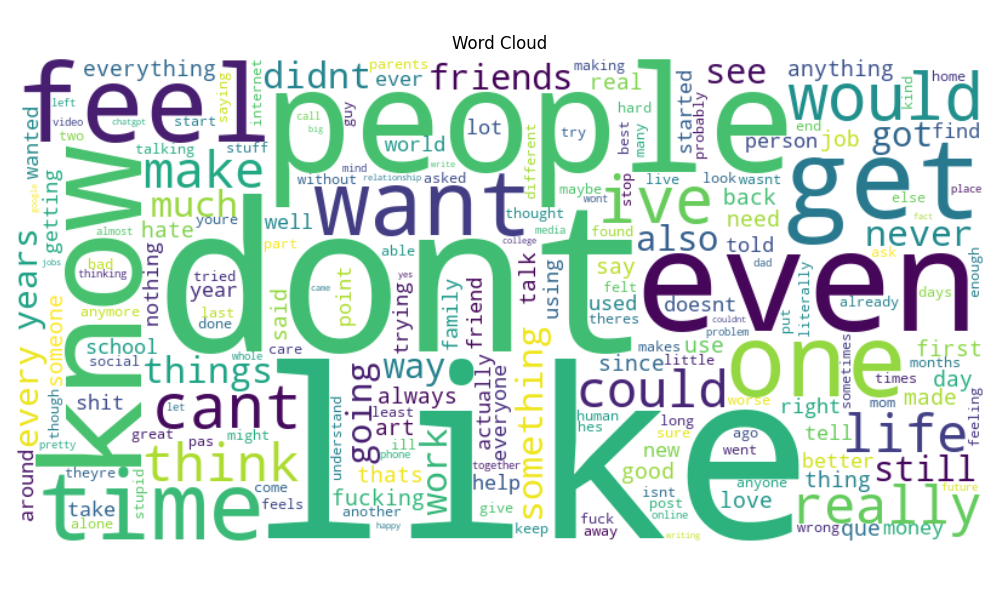 Word Cloud
feel
people
dont
like
know
even
get
time
want
one
would
cant
could
think
really
life
ive
make
things
way
going
something
still
never
got
see
friends
didnt
everything
much
also
every
years
work
always
anything
job
person
find
world
real
ever
lot
started
parents
making
internet
saying
left
video
chatgpt
start
two
wanted
talking
stuff
call
big
guy
hard
try
many
best
probably
kind
home
end
without
mind
write
relationship
asked
different
maybe
wont
stop
live
look
wasnt
back
need
else
place
fact
google
getting
almost
hate
youre
well
thought
media
found
told
college
ask
enough
jobs
bad
thinking
anymore
nothing
tried
year
last
done
part
said
point
able
came
yes
trying
family
friend
talk
using
say
felt
used
theres
doesnt
dad
couldnt
problem
put
literally
already
days
someone
though
school
social
whole
care
since
makes
little
use
sometimes
first
months
times
day
mom
made
feeling
shit
let
great
pas
might
understand
least
art
ill
phone
thats
actually
everyone
together
help
human
hes
long
sure
new
good
worse
ago
went
right
tell
better
thing
anyone
love
isnt
post
online
around
pretty
theyre
take
alone
stupid
come
feels
fucking
another
happy
give
keep
fuck
away
writing
wrong
que
money
future